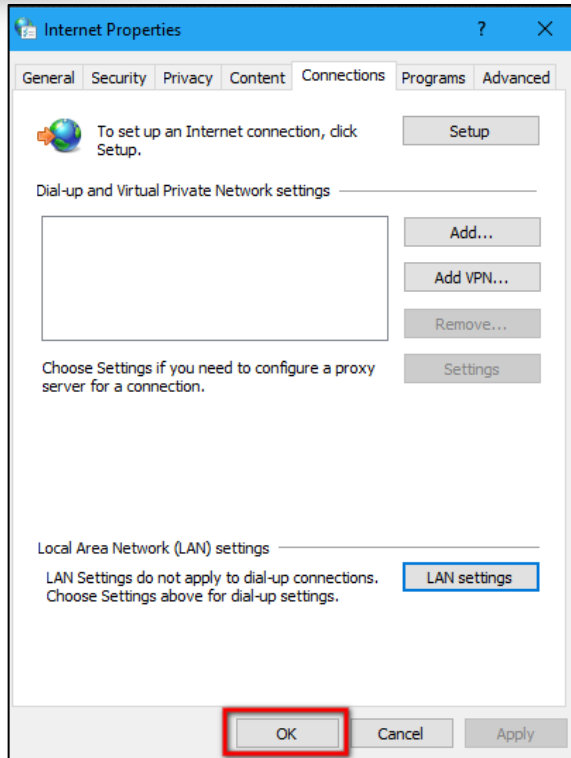 Internet Properties ?
General Security Privacy Content Connections Programs Advanced
To set up an Internet connection, click
Setup.
Setup
Dial-up and Virtual Private Network settings
Add...
Add VPN...
Remove...
Choose Settings if you need to configure a proxy
server for a connection.
Settings
Local Area Network (LAN) settings
LAN Settings do not apply to dial-up connections.
Choose Settings above for dial-up settings.
LAN settings
OK Cancel Apply